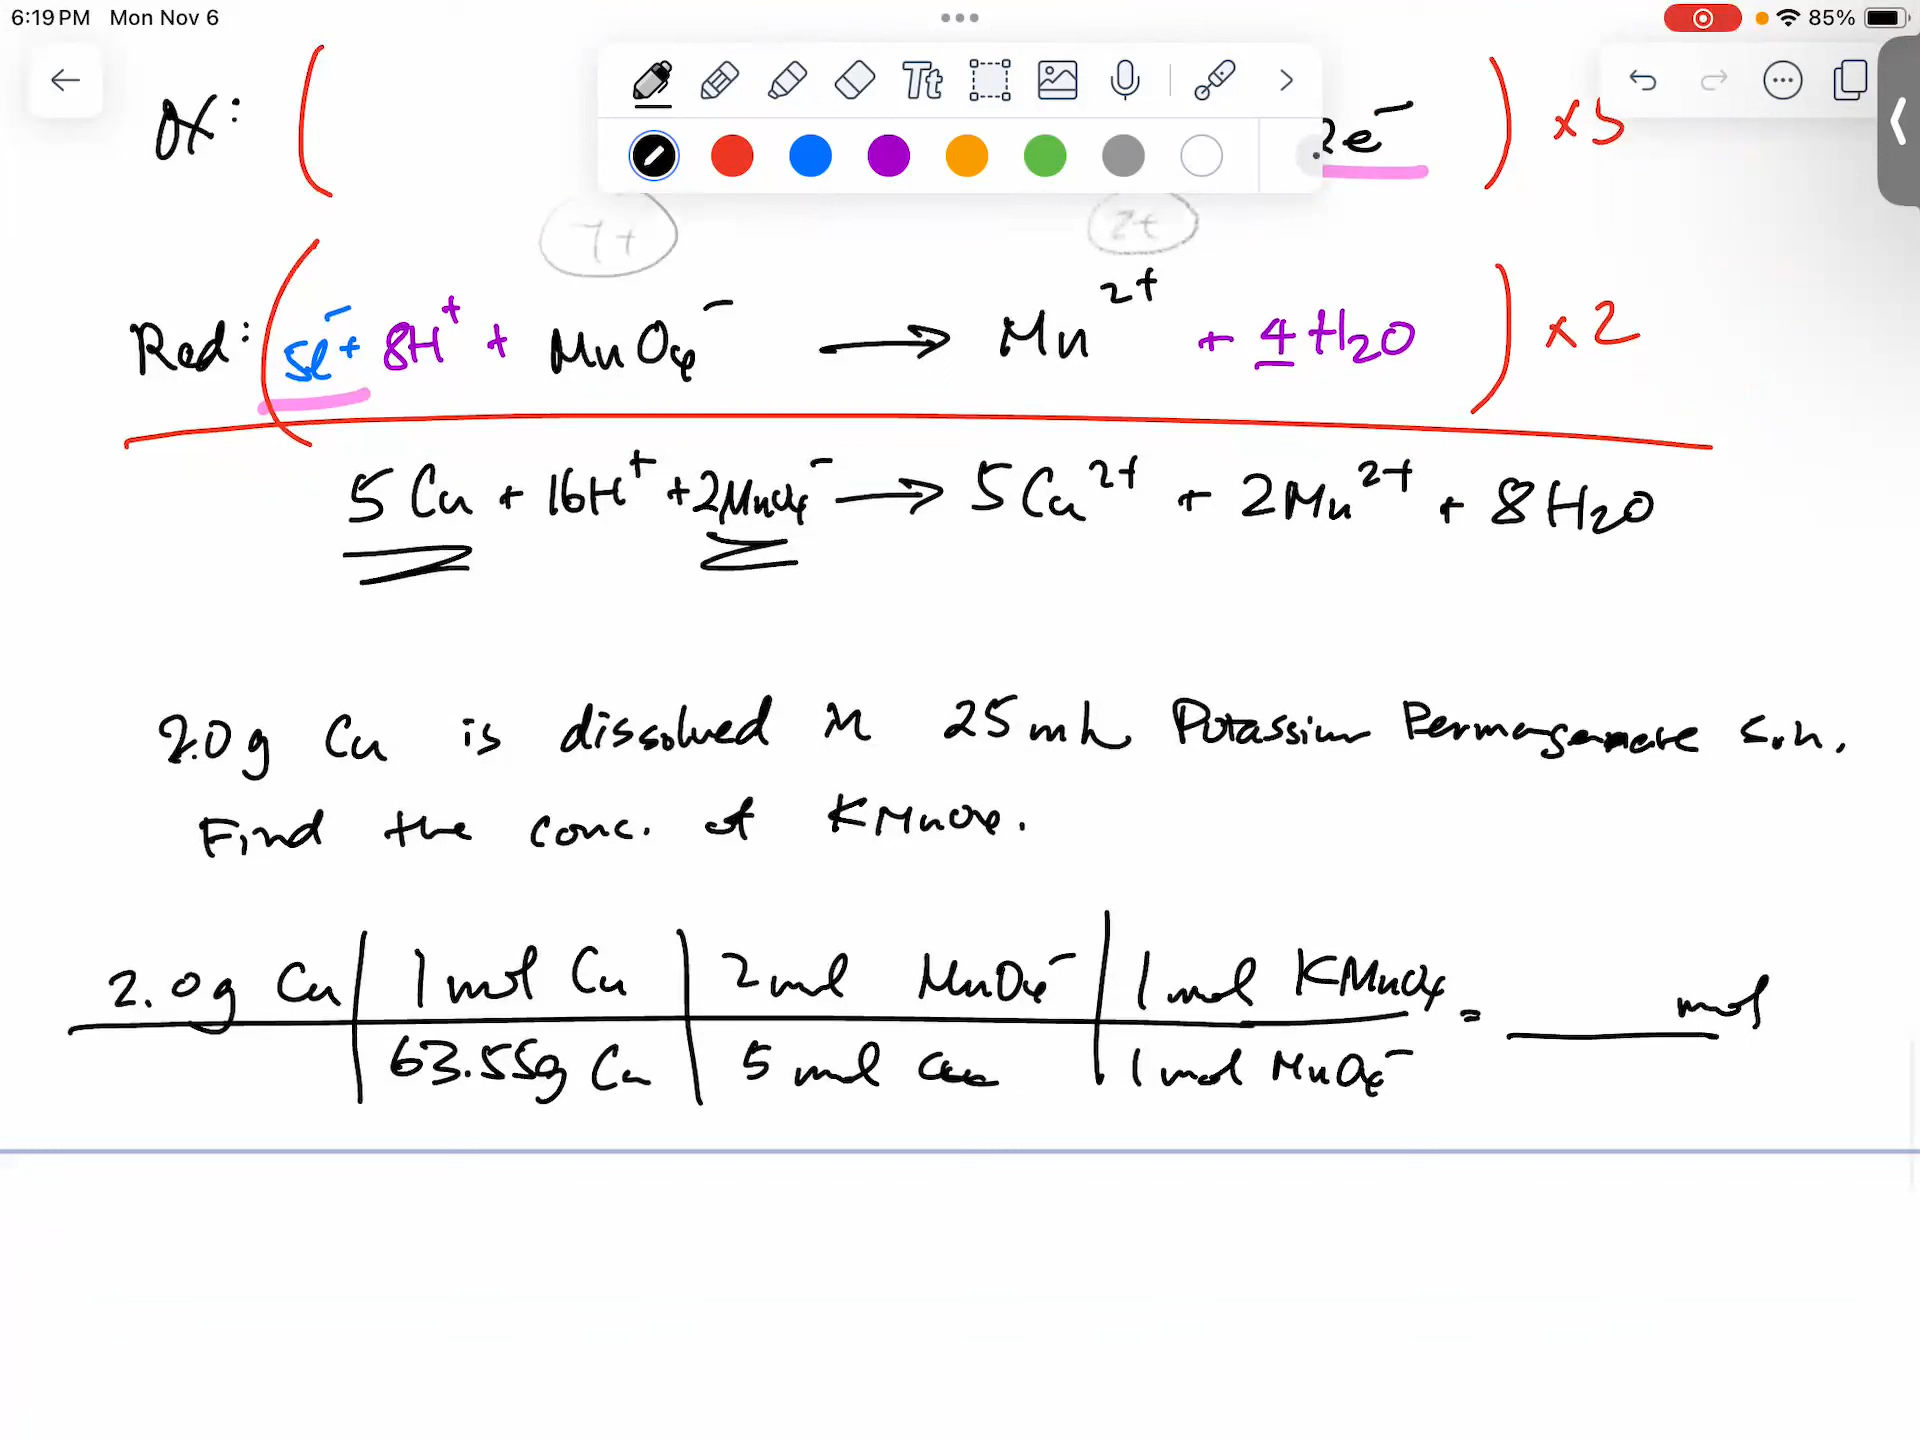 6:19 PM Mon Nov 6 85%
Tt
OX: ( 2e⁻ ) x5
7+ 2+
Red: ( 5e⁻ + 8H⁺ + MnO₄⁻ → Mn²⁺ + 4H₂O ) x2
5Cu + 16H⁺ + 2MnO₄⁻ → 5Cu²⁺ + 2Mn²⁺ + 8H₂O
2.0g Cu is dissolved in 25mL Potassium Permanganate soln.
Find the conc. of KMnO₄.
2.0g Cu | 1 mol Cu | 2 mol MnO₄⁻ | 1 mol KMnO₄ = ____ mol
63.55g Cu | 5 mol Cu | 1 mol MnO₄⁻